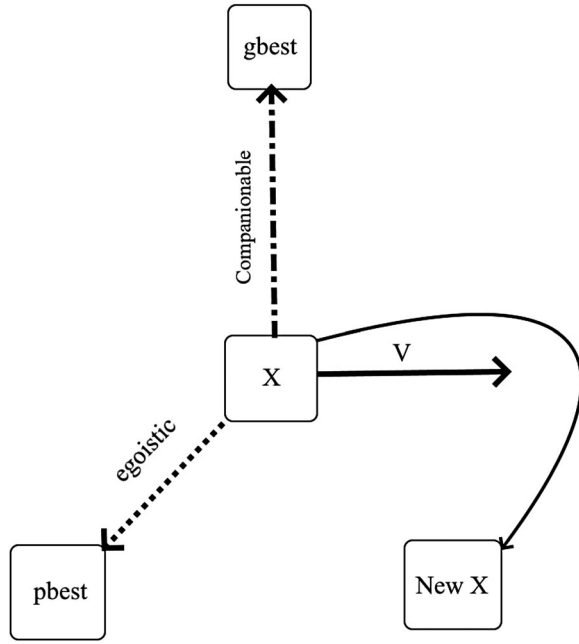 gbest
Companionable
X
V
egoistic
pbest
New X